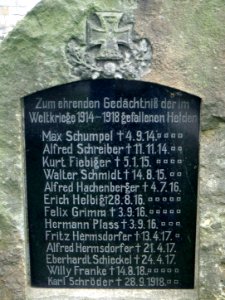 Zum ehrenden Gedächtniß der im
Weltkriege 1914-1918 gefallenen Helden
Max Schumpel † 4.9.14.
Alfred Schreiber † 11.11.14.
Kurt Fiebiger † 5.1.15.
Walter Schmidt † 14.8.15.
Alfred Hachenberger † 4.7.16.
Erich Helbig † 28.8.16.
Felix Grimm † 3.9.16.
Hermann Plass † 3.9.16.
Fritz Hermsdorfer † 13.4.17.
Alfred Hermsdorfer † 21.4.17.
Eberhardt Schieckel † 24.4.17.
Willy Franke † 14.8.18.
Karl Schröder † 28.9.1918.